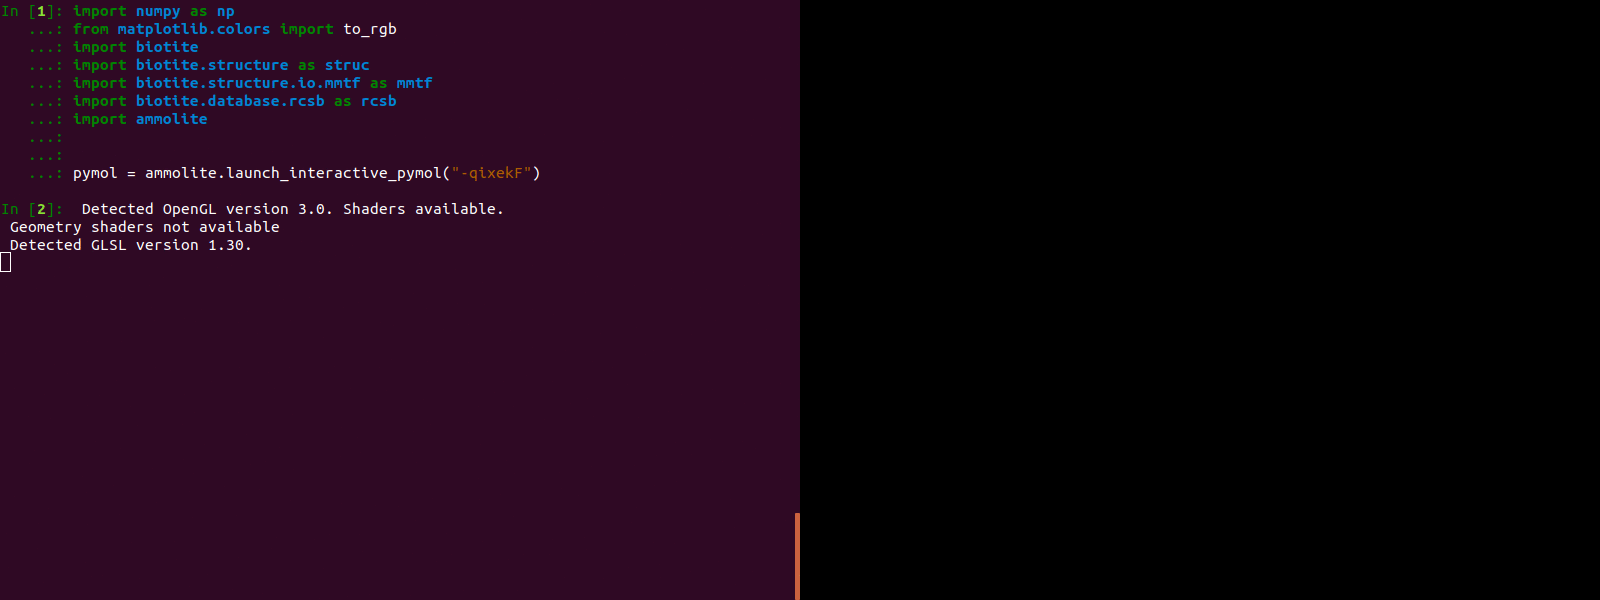 In [1]: import numpy as np
   ...: from matplotlib.colors import to_rgb
   ...: import biotite
   ...: import biotite.structure as struc
   ...: import biotite.structure.io.mmtf as mmtf
   ...: import biotite.database.rcsb as rcsb
   ...: import ammolite
   ...:
   ...:
   ...: pymol = ammolite.launch_interactive_pymol("-qixekF")
In [2]:  Detected OpenGL version 3.0. Shaders available.
 Geometry shaders not available
 Detected GLSL version 1.30.